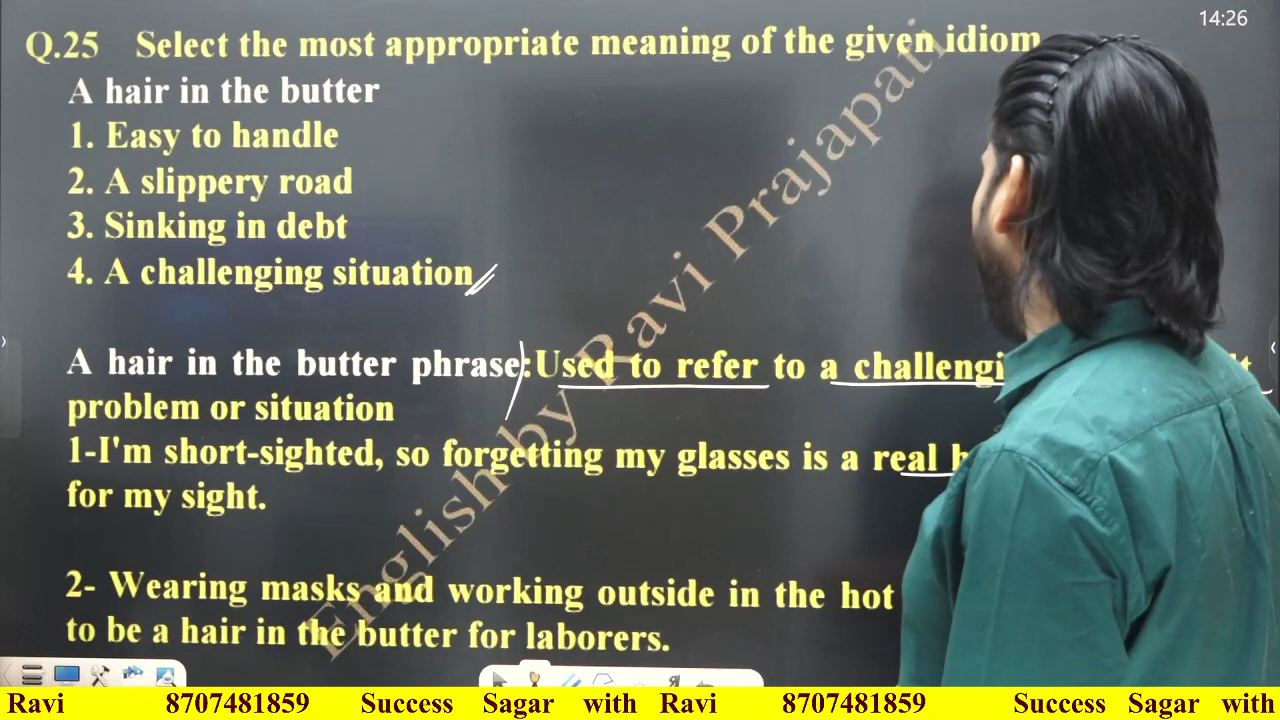 14:26
Q.25 Select the most appropriate meaning of the given idiom
A hair in the butter
1. Easy to handle
2. A slippery road
3. Sinking in debt
4. A challenging situation
A hair in the butter phrase:Used to refer to a
problem or situation
1-I'm short-sighted, so forgetting my glasses is a real
for my sight.
2- Wearing masks and working outside in the hot
to be a hair in the butter for laborers.
English by Ravi Prajapati
Ravi 8707481859 Success Sagar with Ravi 8707481859 Success Sagar with